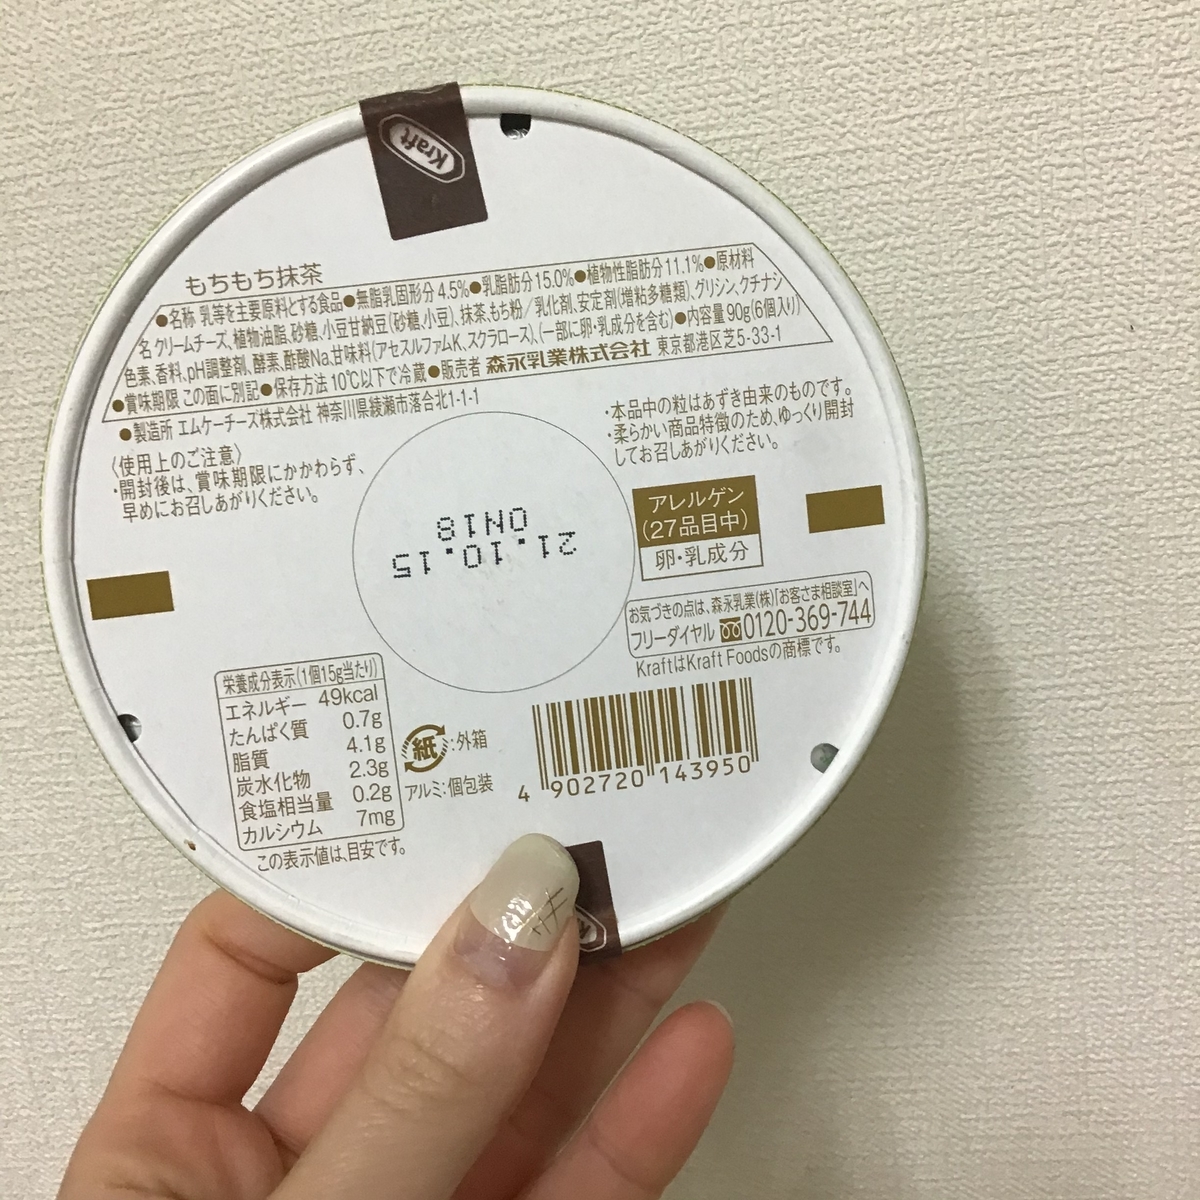 Kraft
もちもち抹茶
●名称 乳等を主要原料とする食品●無脂乳固形分4.5%●乳脂肪分15.0%●植物性脂肪分11.1%●原材料
名 クリームチーズ、植物油脂、砂糖、小豆甘納豆(砂糖、小豆)、抹茶、もち粉/乳化剤、安定剤(増粘多糖類)、グリシン、クチナシ
色素、香料、pH調整剤、酵素、酢酸Na、甘味料(アセスルファムK、スクラロース)、(一部に卵・乳成分を含む)●内容量90g(6個入り)
●賞味期限 この面に別記●保存方法 10℃以下で冷蔵●販売者 森永乳業株式会社 東京都港区芝5-33-1
●製造所 エムケーチーズ株式会社 神奈川県綾瀬市落合北1-1-1
〈使用上のご注意〉
・開封後は、賞味期限にかかわらず、
早めにお召しあがりください。
・本品中の粒はあずき由来のものです。
・柔らかい商品特徴のため、ゆっくり開封
してお召しあがりください。
アレルゲン
(27品目中)
卵・乳成分
21.10.15
ON18
お気づきの点は、森永乳業(株)「お客さま相談室」へ
フリーダイヤル 0120-369-744
KraftはKraft Foodsの商標です。
栄養成分表示(1個15g当たり)
エネルギー 49kcal
たんぱく質 0.7g
脂質 4.1g
炭水化物 2.3g
食塩相当量 0.2g
カルシウム 7mg
この表示値は、目安です。
紙:外箱
アルミ:個包装
4 902720 143950